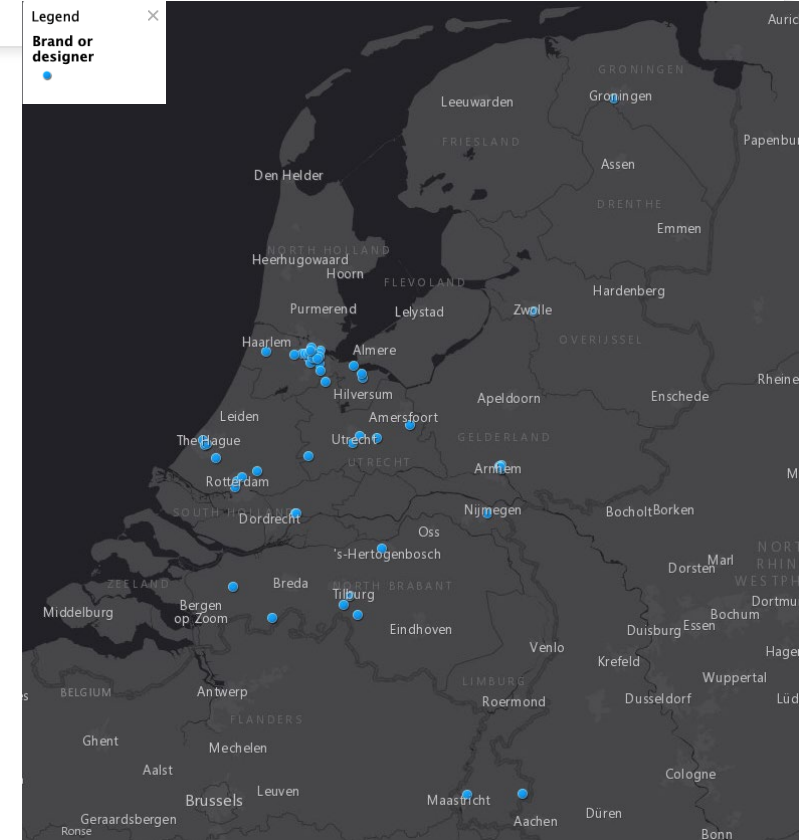 Legend
Brand or
designer
Auric
GRONINGEN
Groningen
Leeuwarden
FRIESLAND
Papenbur
Assen
Den Helder
DRENTHE
Emmen
NORTH HOLLAND
Heerhugowaard
Hoorn
FLEVOLAND
Hardenberg
Purmerend
Lelystad
Zwolle
OVERIJSSEL
Haarlem
Almere
Rheine
Hilversum
Apeldoorn
Enschede
Leiden
Amersfoort
The Hague
Utrecht
GELDERLAND
UTRECHT
Arnhem
M
Rotterdam
SOUTH HOLLAND
Dordrecht
Nijmegen
Bocholt
Borken
Oss
's-Hertogenbosch
NORT
RHIN
WESTPH
Marl
Dorsten
ZEELAND
Breda
NORTH BRABANT
Tilburg
Dortmu
Middelburg
Bergen
op Zoom
Bochum
Essen
Duisburg
Eindhoven
Hagen
Venlo
Krefeld
Wuppertal
LIMBURG
BELGIUM
es
Antwerp
Roermond
Dusseldorf
Lüd
FLANDERS
Ghent
Mechelen
Aalst
Cologne
Leuven
Brussels
Maastricht
Geraardsbergen
Aachen
Düren
Ronse
Bonn